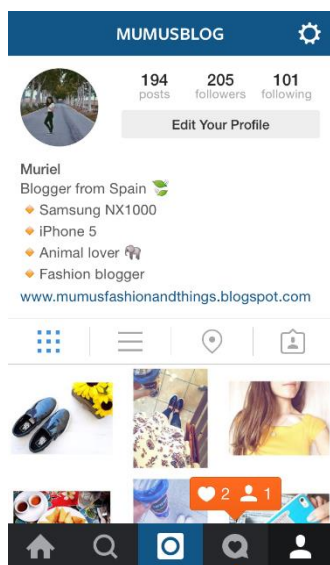 MUMUSBLOG
194 205 101
posts followers following
Edit Your Profile
Muriel
Blogger from Spain
Samsung NX1000
iPhone 5
Animal lover
Fashion blogger
www.mumusfashionandthings.blogspot.com
2 1